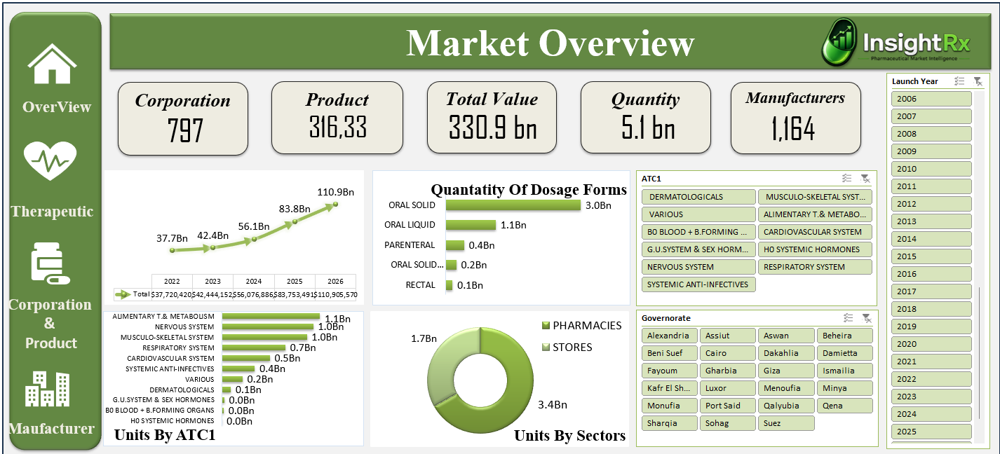 Market Overview
InsightRx
Pharmaceutical Market Intelligence
OverView
Therapeutic
Corporation
&
Product
Maufacturer
Corporation
797
Product
316,33
Total Value
330.9 bn
Quantity
5.1 bn
Manufacturers
1,164
Launch Year
2006
2007
2008
2009
2010
2011
2012
2013
2014
2015
2016
2017
2018
2019
2020
2021
2022
2023
2024
2025
37.7Bn
42.4Bn
56.1Bn
83.8Bn
110.9Bn
2022 2023 2024 2025 2026
Total $37,720,420, $42,444,152, $56,076,886, $83,753,491, $110,905,570
Quantatity Of Dosage Forms
ORAL SOLID 3.0Bn
ORAL LIQUID 1.1Bn
PARENTERAL 0.4Bn
ORAL SOLID... 0.2Bn
RECTAL 0.1Bn
ATC1
DERMATOLOGICALS MUSCULO-SKELETAL SYST...
VARIOUS ALIMENTARY T.& METABO...
B0 BLOOD + B.FORMING ... CARDIOVASCULAR SYSTEM
G.U.SYSTEM & SEX HORM... H0 SYSTEMIC HORMONES
NERVOUS SYSTEM RESPIRATORY SYSTEM
SYSTEMIC ANTI-INFECTIVES
ALIMENTARY T.& METABOLISM 1.1Bn
NERVOUS SYSTEM 1.0Bn
MUSCULO-SKELETAL SYSTEM 1.0Bn
RESPIRATORY SYSTEM 0.7Bn
CARDIOVASCULAR SYSTEM 0.5Bn
SYSTEMIC ANTI-INFECTIVES 0.4Bn
VARIOUS 0.2Bn
DERMATOLOGICALS 0.1Bn
G.U.SYSTEM & SEX HORMONES 0.0Bn
B0 BLOOD + B.FORMING ORGANS 0.0Bn
H0 SYSTEMIC HORMONES 0.0Bn
Units By ATC1
PHARMACIES
STORES
1.7Bn
3.4Bn
Units By Sectors
Governorate
Alexandria Assiut Aswan Beheira
Beni Suef Cairo Dakahlia Damietta
Fayoum Gharbia Giza Ismailia
Kafr El Sh... Luxor Menoufia Minya
Monufia Port Said Qalyubia Qena
Sharqia Sohag Suez